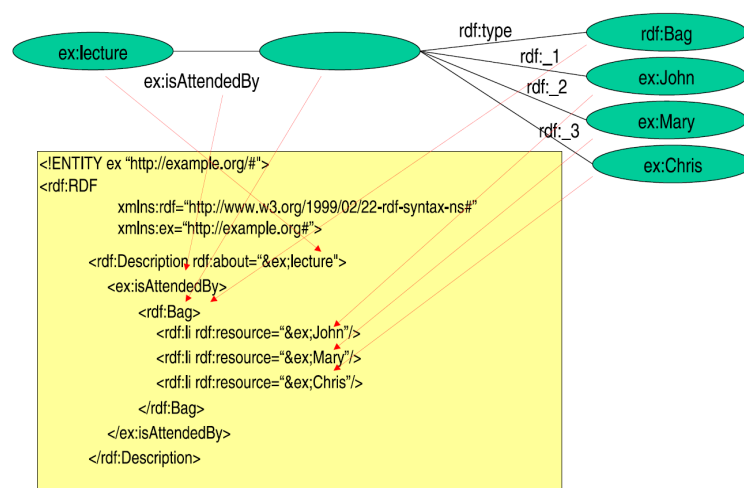 rdf:type
rdf:Bag
ex:lecture
rdf:_1
ex:John
ex:isAttendedBy
rdf:_2
ex:Mary
rdf:_3
ex:Chris
<!ENTITY ex “http://example.org/#">
<rdf:RDF
xmlns:rdf=“http://www.w3.org/1999/02/22-rdf-syntax-ns#”
xmlns:ex=“http://example.org#”>
<rdf:Description rdf:about=“&ex;lecture">
<ex:isAttendedBy>
<rdf:Bag>
<rdf:li rdf:resource=“&ex;John”/>
<rdf:li rdf:resource=“&ex;Mary”/>
<rdf:li rdf:resource=“&ex;Chris”/>
</rdf:Bag>
</ex:isAttendedBy>
</rdf:Description>